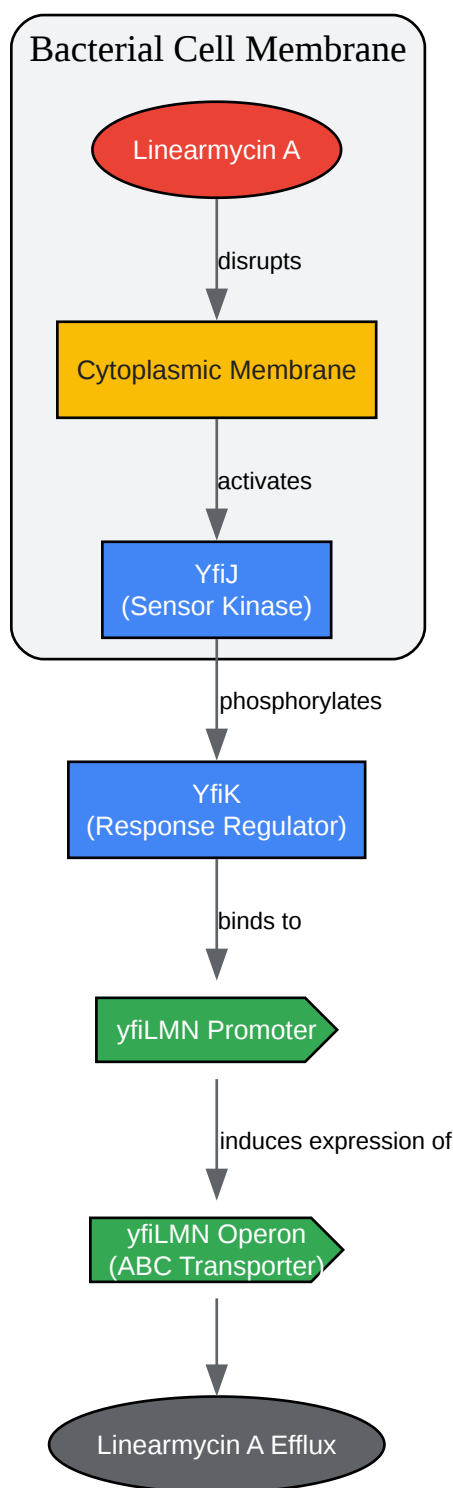 Bacterial Cell Membrane
Linearmycin A
disrupts
Cytoplasmic Membrane
activates
YfiJ
(Sensor Kinase)
phosphorylates
YfiK
(Response Regulator)
binds to
yfiLMN Promoter
induces expression of
yfiLMN Operon
(ABC Transporter)
Linearmycin A Efflux